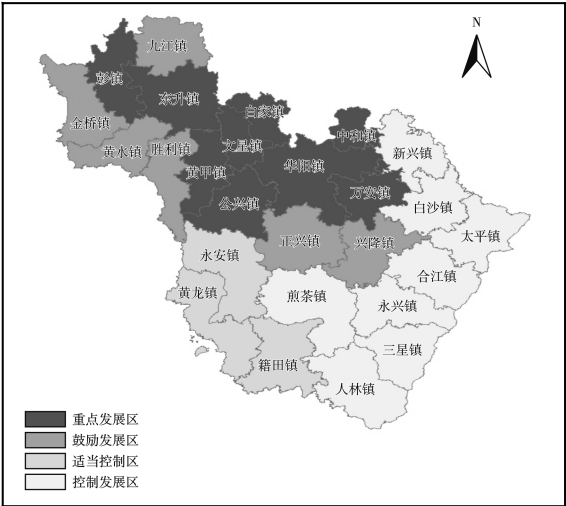 N
九江镇
彭镇
东升镇
白家镇
金桥镇
中和镇
黄水镇
胜利镇
文星镇
新兴镇
华阳镇
黄甲镇
万安镇
公兴镇
白沙镇
太平镇
正兴镇
兴隆镇
永安镇
合江镇
黄龙镇
煎茶镇
永兴镇
三星镇
籍田镇
人林镇
重点发展区
鼓励发展区
适当控制区
控制发展区